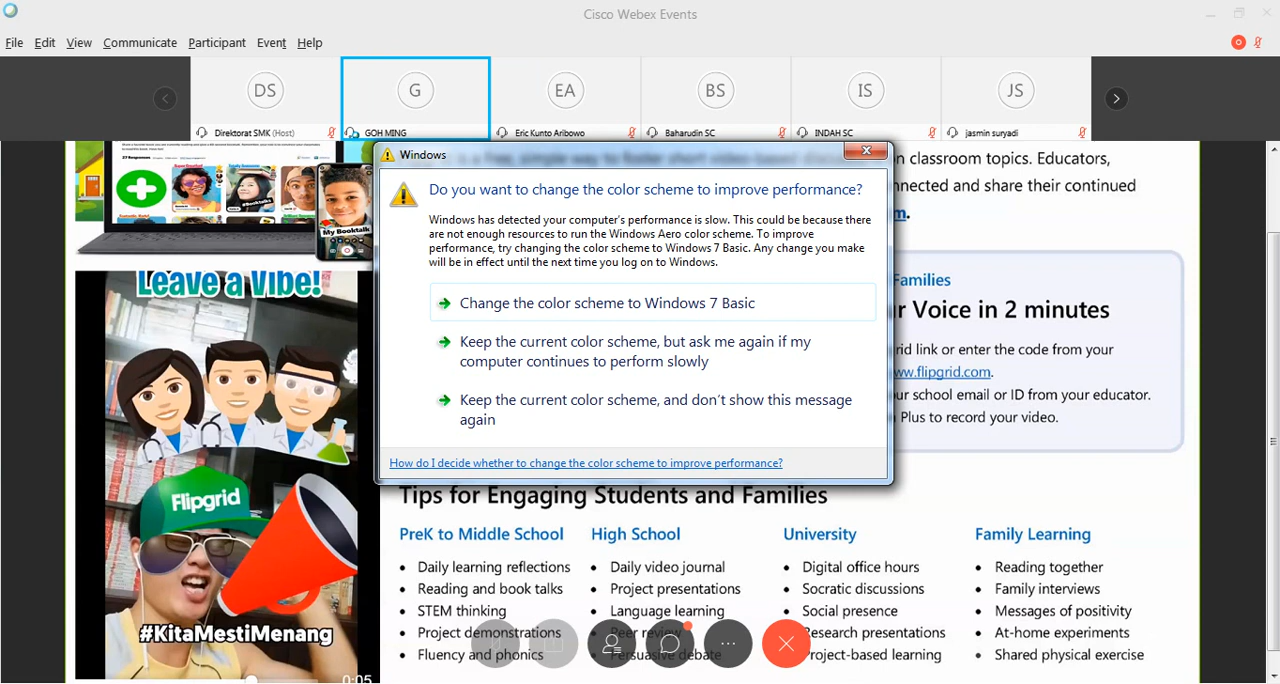 Cisco Webex Events
File Edit View Communicate Participant Event Help
DS G EA BS IS JS
Direktorat SMK (Host) GOH MING Eric Kunto Aribowo Baharudin SC INDAH SC jasmin suryadi
27 Responses
#Booktalk
My Booktalk
n classroom topics. Educators,
nnected and share their continued
m.
Windows
Do you want to change the color scheme to improve performance?
Windows has detected your computer's performance is slow. This could be because there
are not enough resources to run the Windows Aero color scheme. To improve
performance, try changing the color scheme to Windows 7 Basic. Any change you make
will be in effect until the next time you log on to Windows.
Change the color scheme to Windows 7 Basic
Keep the current color scheme, but ask me again if my
computer continues to perform slowly
Keep the current color scheme, and don't show this message
again
How do I decide whether to change the color scheme to improve performance?
Families
r Voice in 2 minutes
rid link or enter the code from your
ww.flipgrid.com.
ur school email or ID from your educator.
Plus to record your video.
Leave a Vibe!
Flipgrid
#KitaMestiMenang
0:05
Tips for Engaging Students and Families
PreK to Middle School
• Daily learning reflections
• Reading and book talks
• STEM thinking
• Project demonstrations
• Fluency and phonics
High School
• Daily video journal
• Project presentations
• Language learning
• Peer review
• Persuasive debate
University
• Digital office hours
• Socratic discussions
• Social presence
• Research presentations
• Project-based learning
Family Learning
• Reading together
• Family interviews
• Messages of positivity
• At-home experiments
• Shared physical exercise